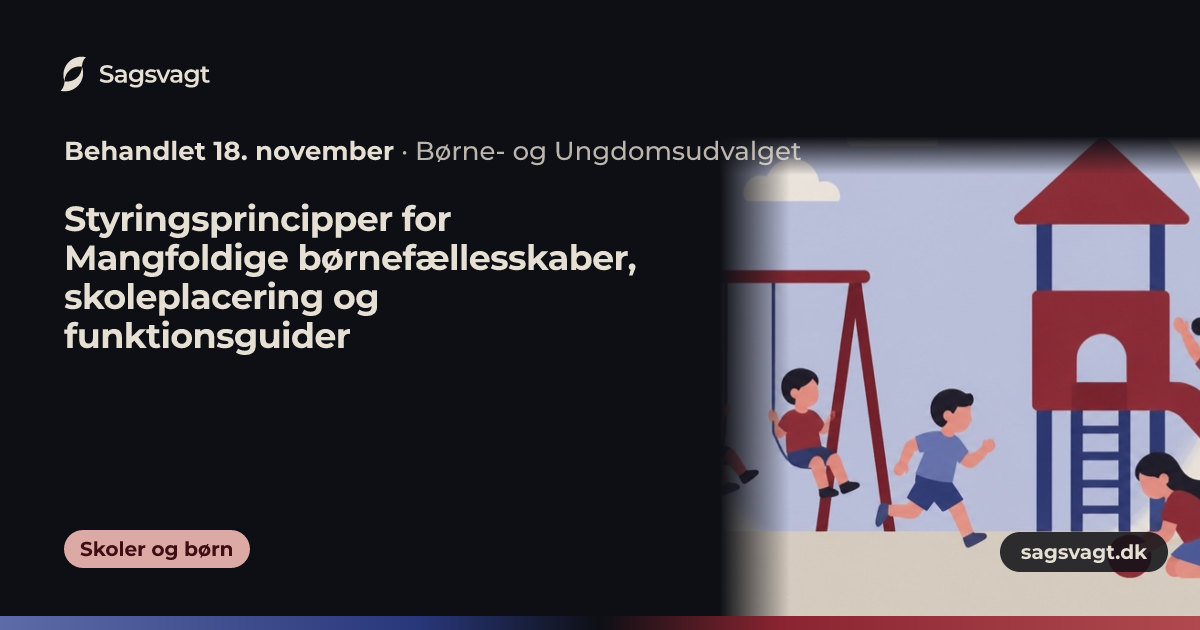 Sagsvagt
Behandlet 18. november · Børne- og Ungdomsudvalget
Styringsprincipper for
Mangfoldige børnefællesskaber,
skoleplacering og
funktionsguider
Skoler og børn
sagsvagt.dk